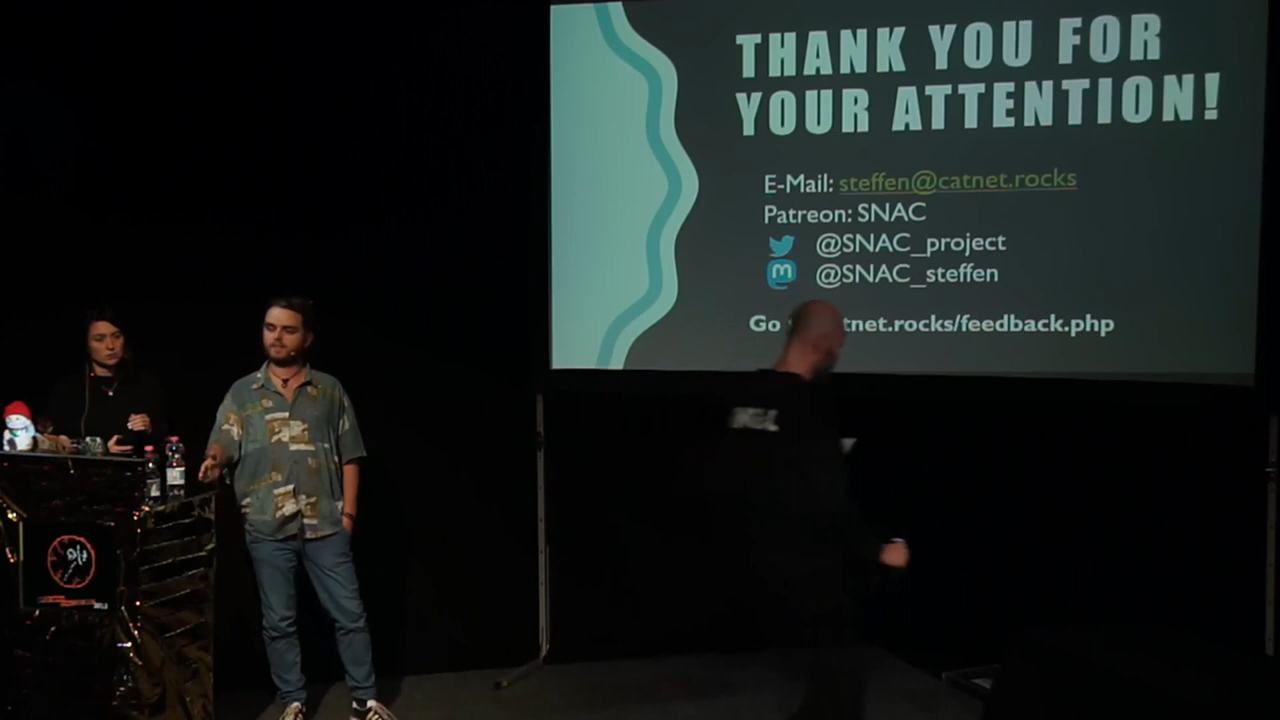 THANK YOU FOR
YOUR ATTENTION!
E-Mail: steffen@catnet.rocks
Patreon: SNAC
@SNAC_project
@SNAC_steffen
Go tnet.rocks/feedback.php